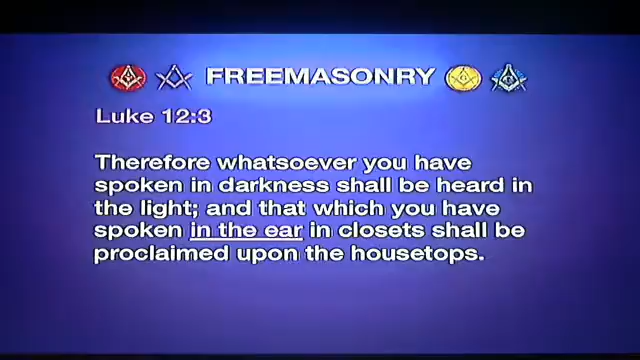 FREEMASONRY
Luke 12:3
Therefore whatsoever you have
spoken in darkness shall be heard in
the light; and that which you have
spoken in the ear in closets shall be
proclaimed upon the housetops.